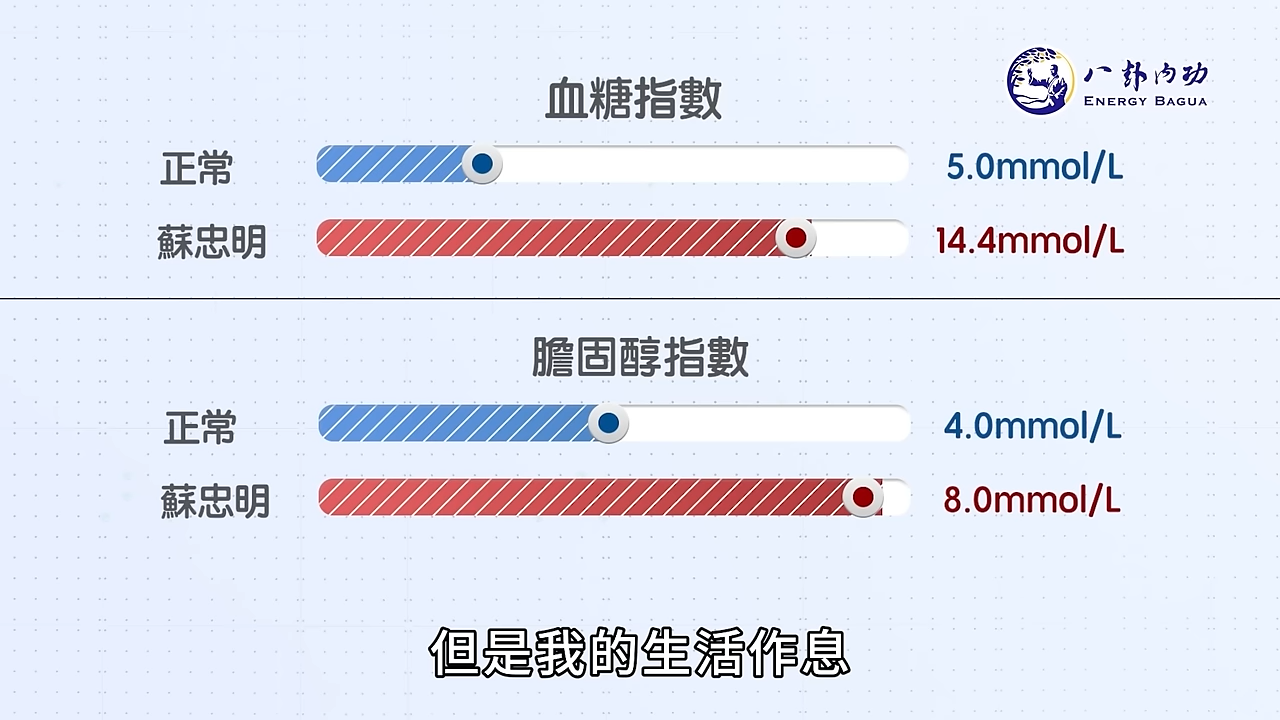 八卦內功
ENERGY BAGUA
血糖指數
正常 5.0mmol/L
蘇忠明 14.4mmol/L
膽固醇指數
正常 4.0mmol/L
蘇忠明 8.0mmol/L
但是我的生活作息